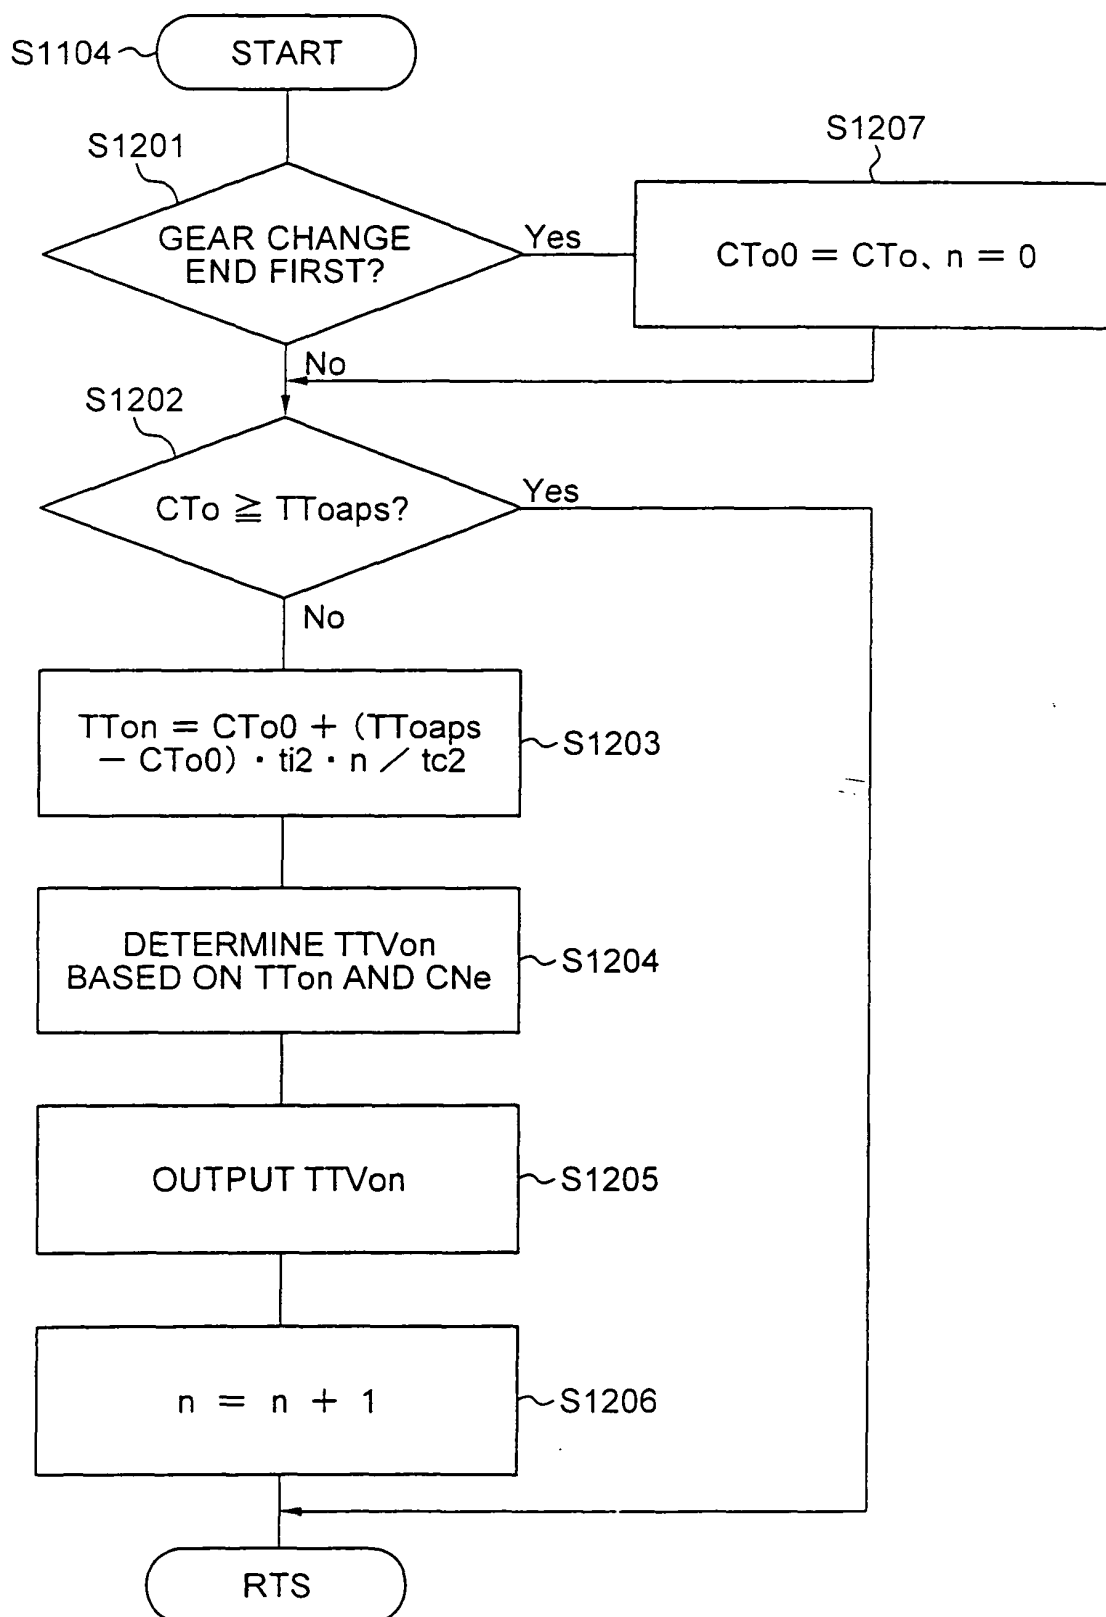 S1104
START
S1201
GEAR CHANGE
END FIRST?
Yes
S1207
CTo0 = CTo、n = 0
No
S1202
CTo ≧ TToaps?
Yes
No
TTon = CTo0 + (TToaps
− CTo0)・ti2・n／tc2
S1203
DETERMINE TTVon
BASED ON TTon AND CNe
S1204
OUTPUT TTVon
S1205
n = n + 1
S1206
RTS